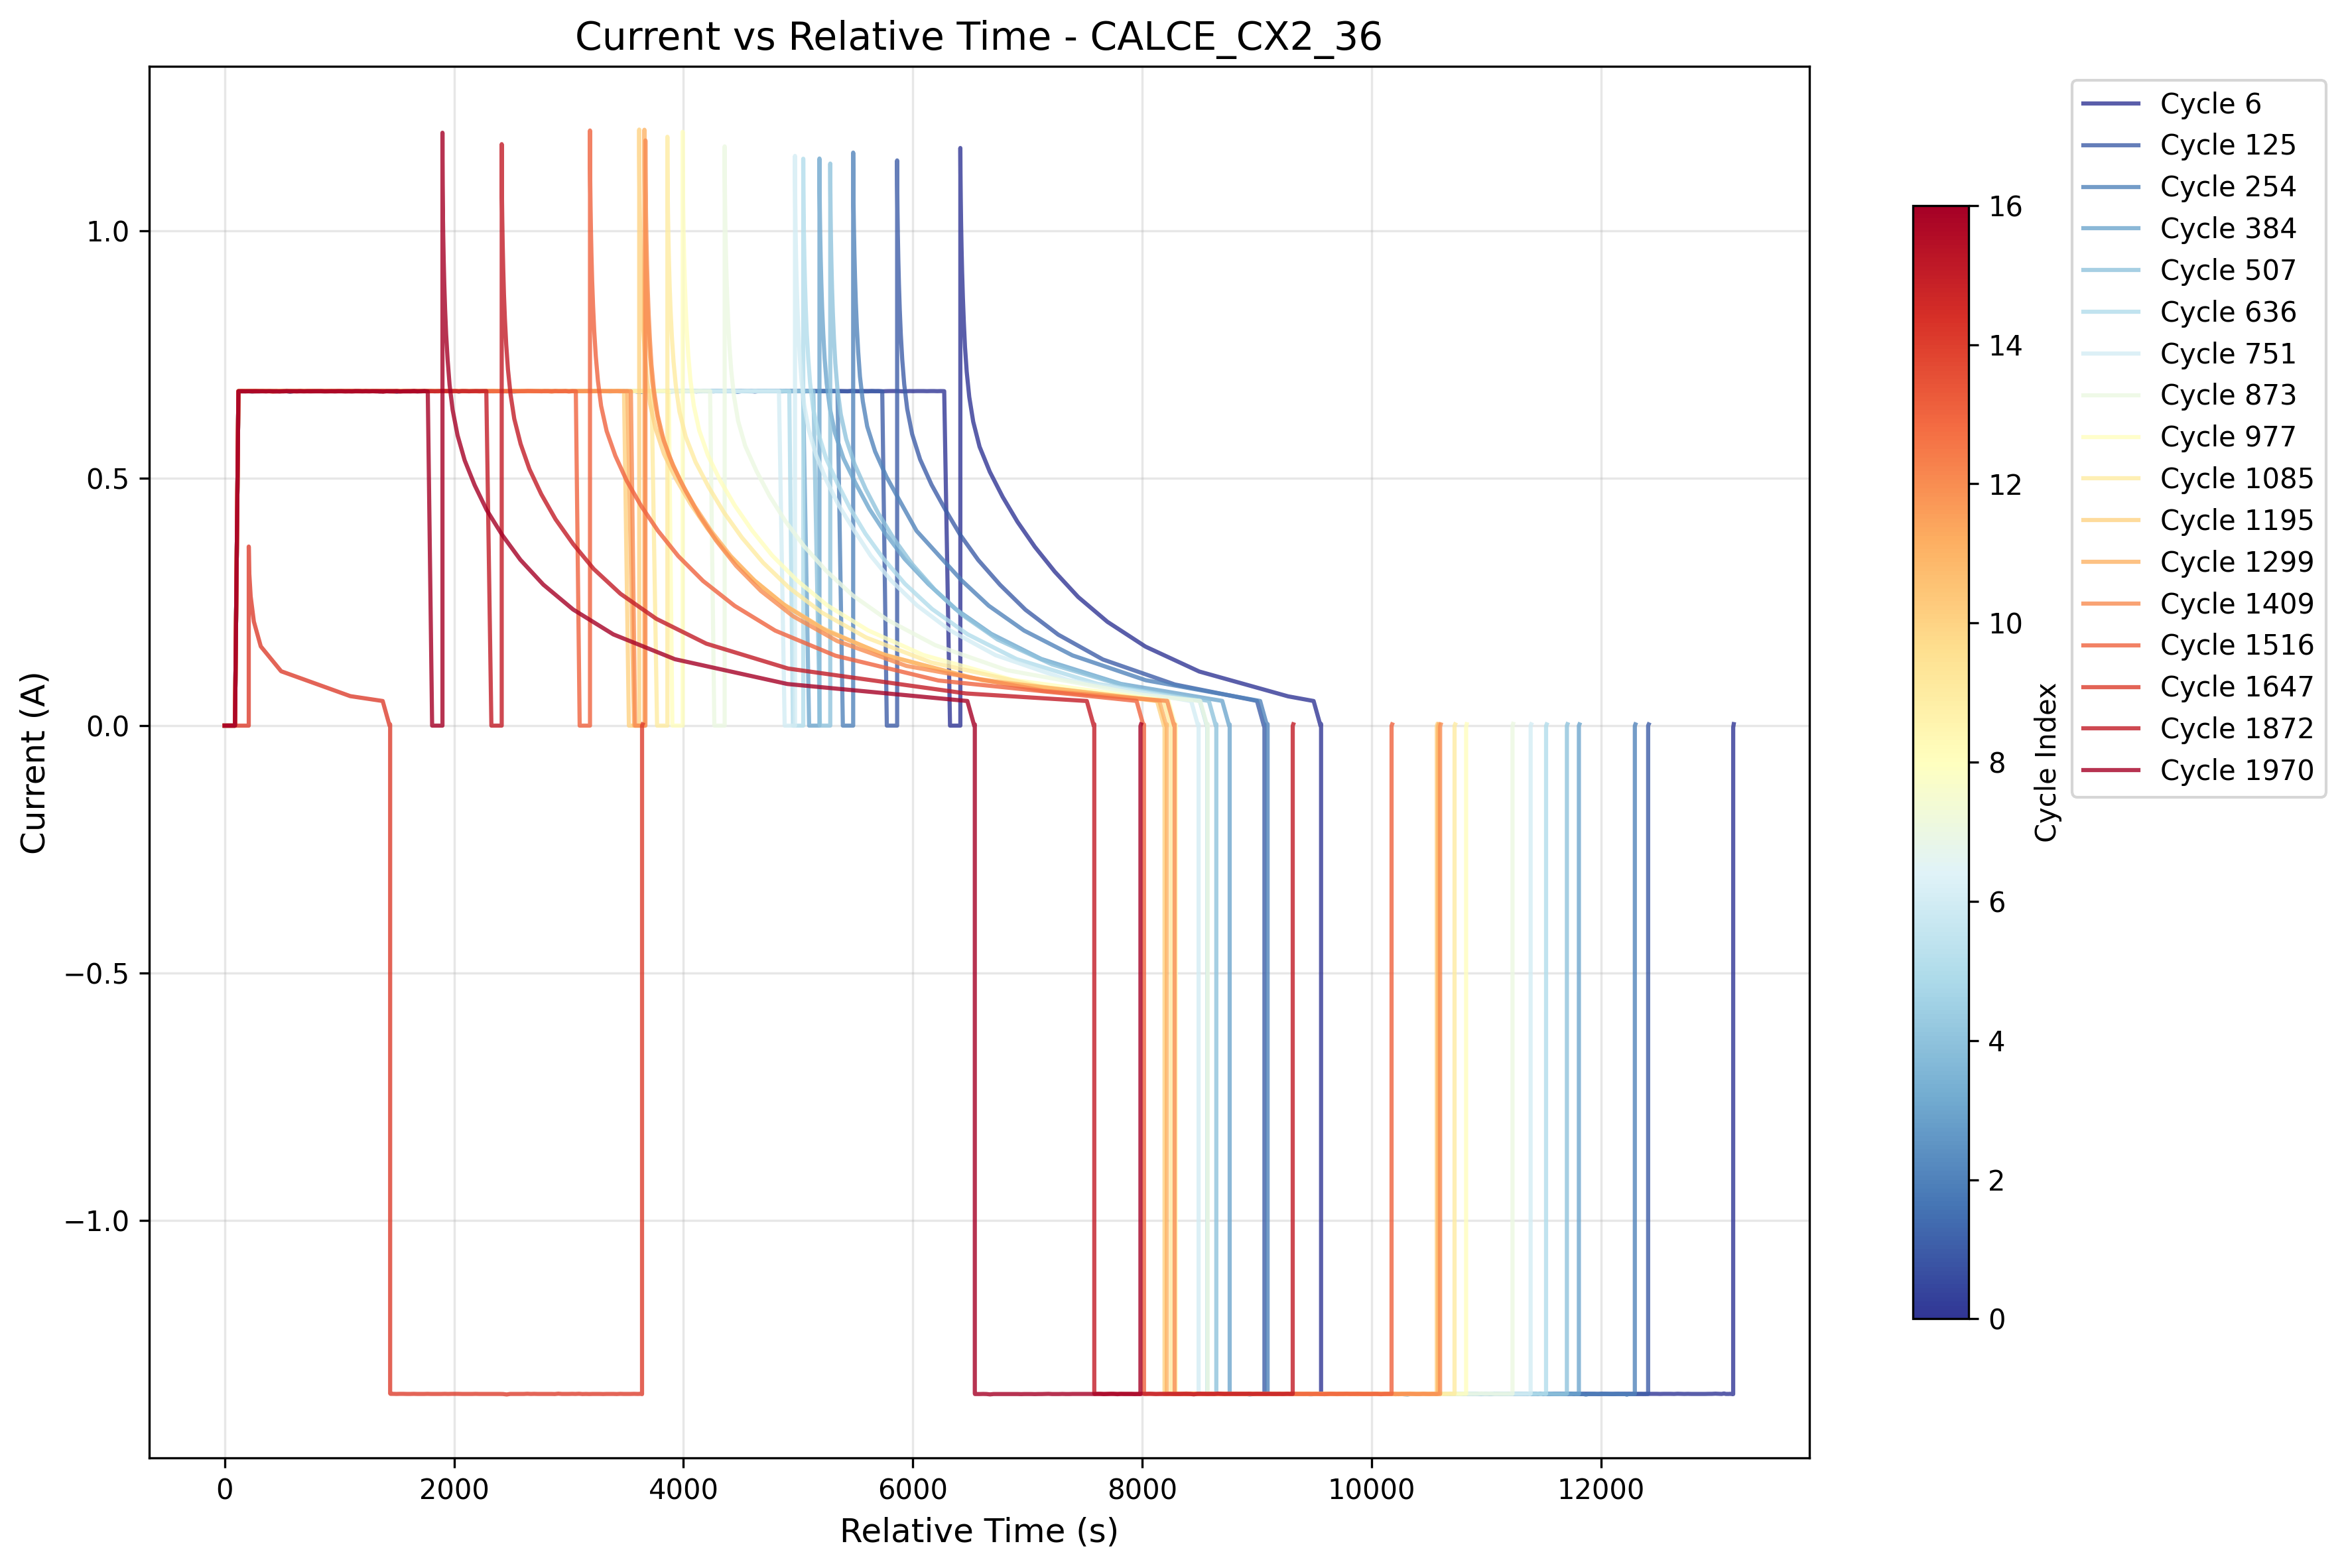 Current vs Relative Time - CALCE_CX2_36
Current (A)
1.0
0.5
0.0
−0.5
−1.0
0
2000
4000
6000
8000
10000
12000
Relative Time (s)
16
14
12
10
8
6
4
2
0
Cycle Index
Cycle 6
Cycle 125
Cycle 254
Cycle 384
Cycle 507
Cycle 636
Cycle 751
Cycle 873
Cycle 977
Cycle 1085
Cycle 1195
Cycle 1299
Cycle 1409
Cycle 1516
Cycle 1647
Cycle 1872
Cycle 1970